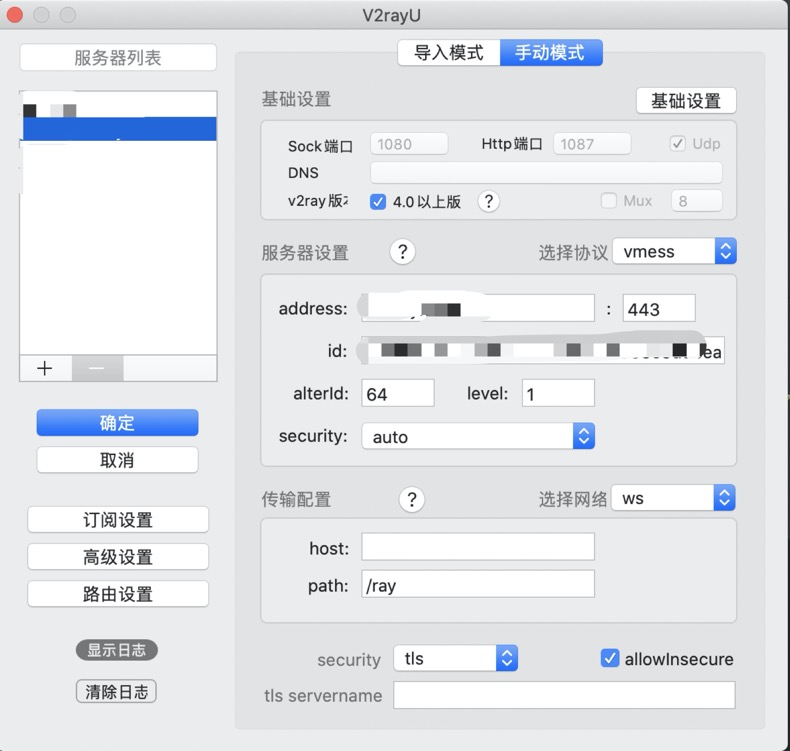 V2rayU
服务器列表
导入模式 手动模式
基础设置 基础设置
Sock端口 1080 Http端口 1087 Udp
DNS
v2ray版 4.0以上版 ? Mux 8
服务器设置 ? 选择协议 vmess
address: : 443
id: ea
alterId: 64 level: 1
security: auto
+ −
确定
取消
传输配置 ? 选择网络 ws
host:
path: /ray
订阅设置
高级设置
路由设置
显示日志
清除日志
security tls allowInsecure
tls servername